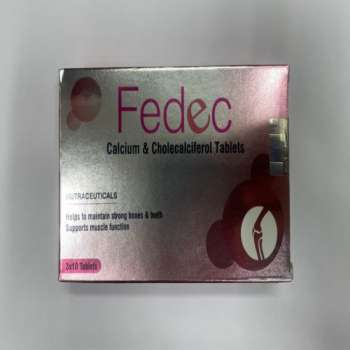 Fedec
Calcium & Cholecalciferol Tablets
NUTRACEUTICALS
Helps to maintain strong bones & teeth
Supports muscle function
3x10 Tablets